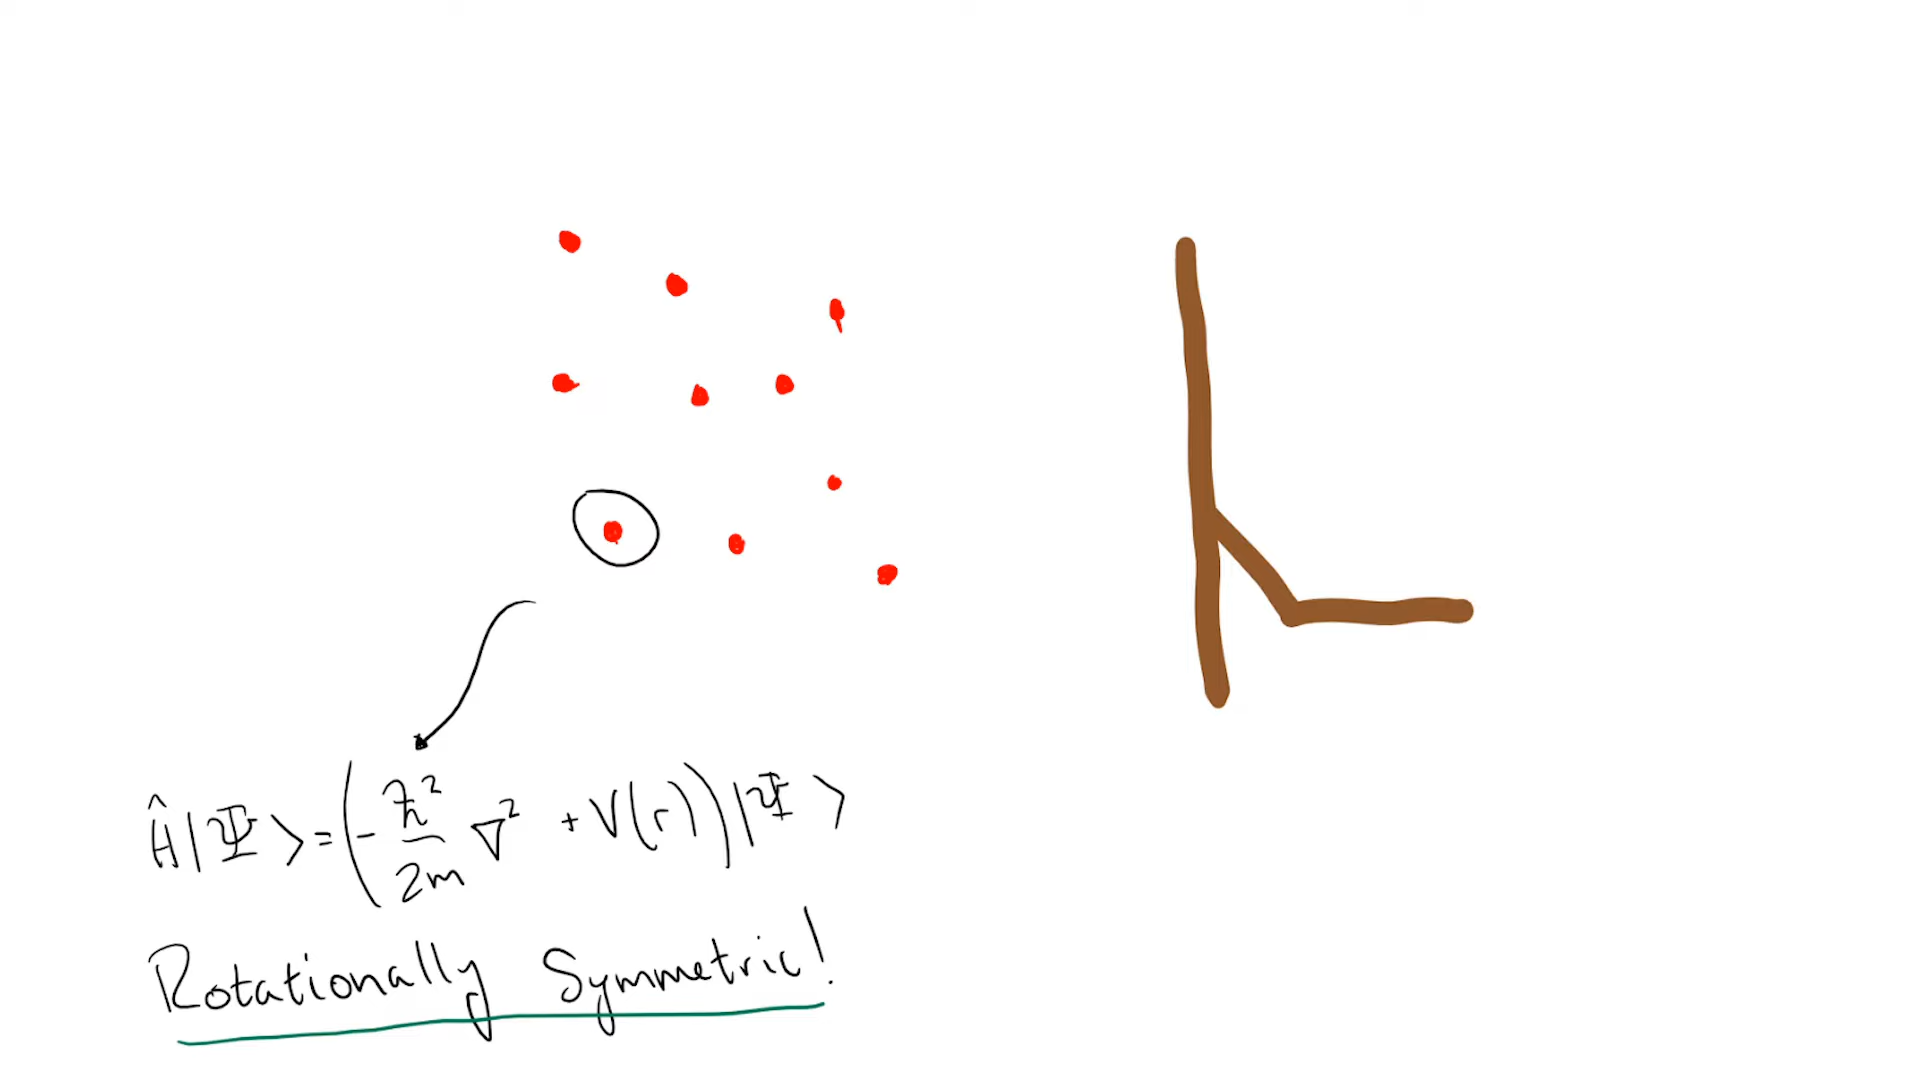 Ĥ|Ψ> = (-ħ²/2m ∇² + V(r))|Ψ>
Rotationally Symmetric!